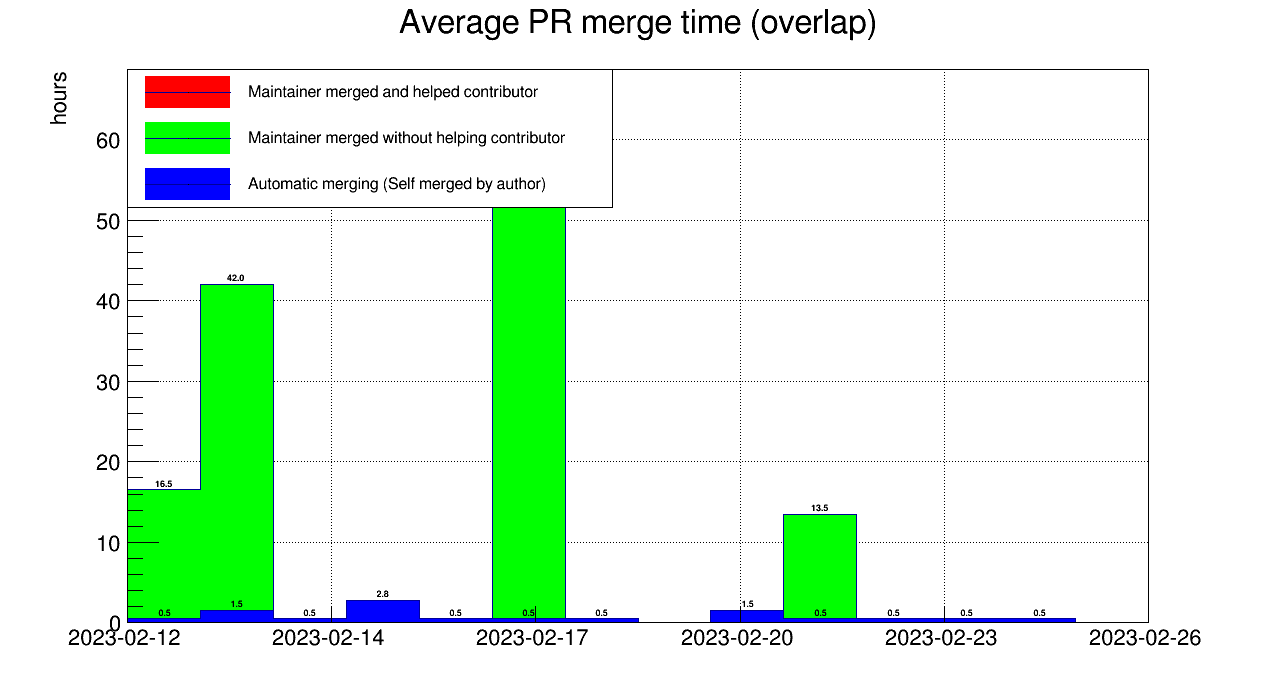 Average PR merge time (overlap)
hours
Maintainer merged and helped contributor
Maintainer merged without helping contributor
Automatic merging (Self merged by author)
60
50
40
30
20
10
0
42.0
16.5
13.5
2.8
0.5 1.5 0.5 0.5 0.5 0.5 1.5 0.5 0.5 0.5 0.5
2023-02-12 2023-02-14 2023-02-17 2023-02-20 2023-02-23 2023-02-26